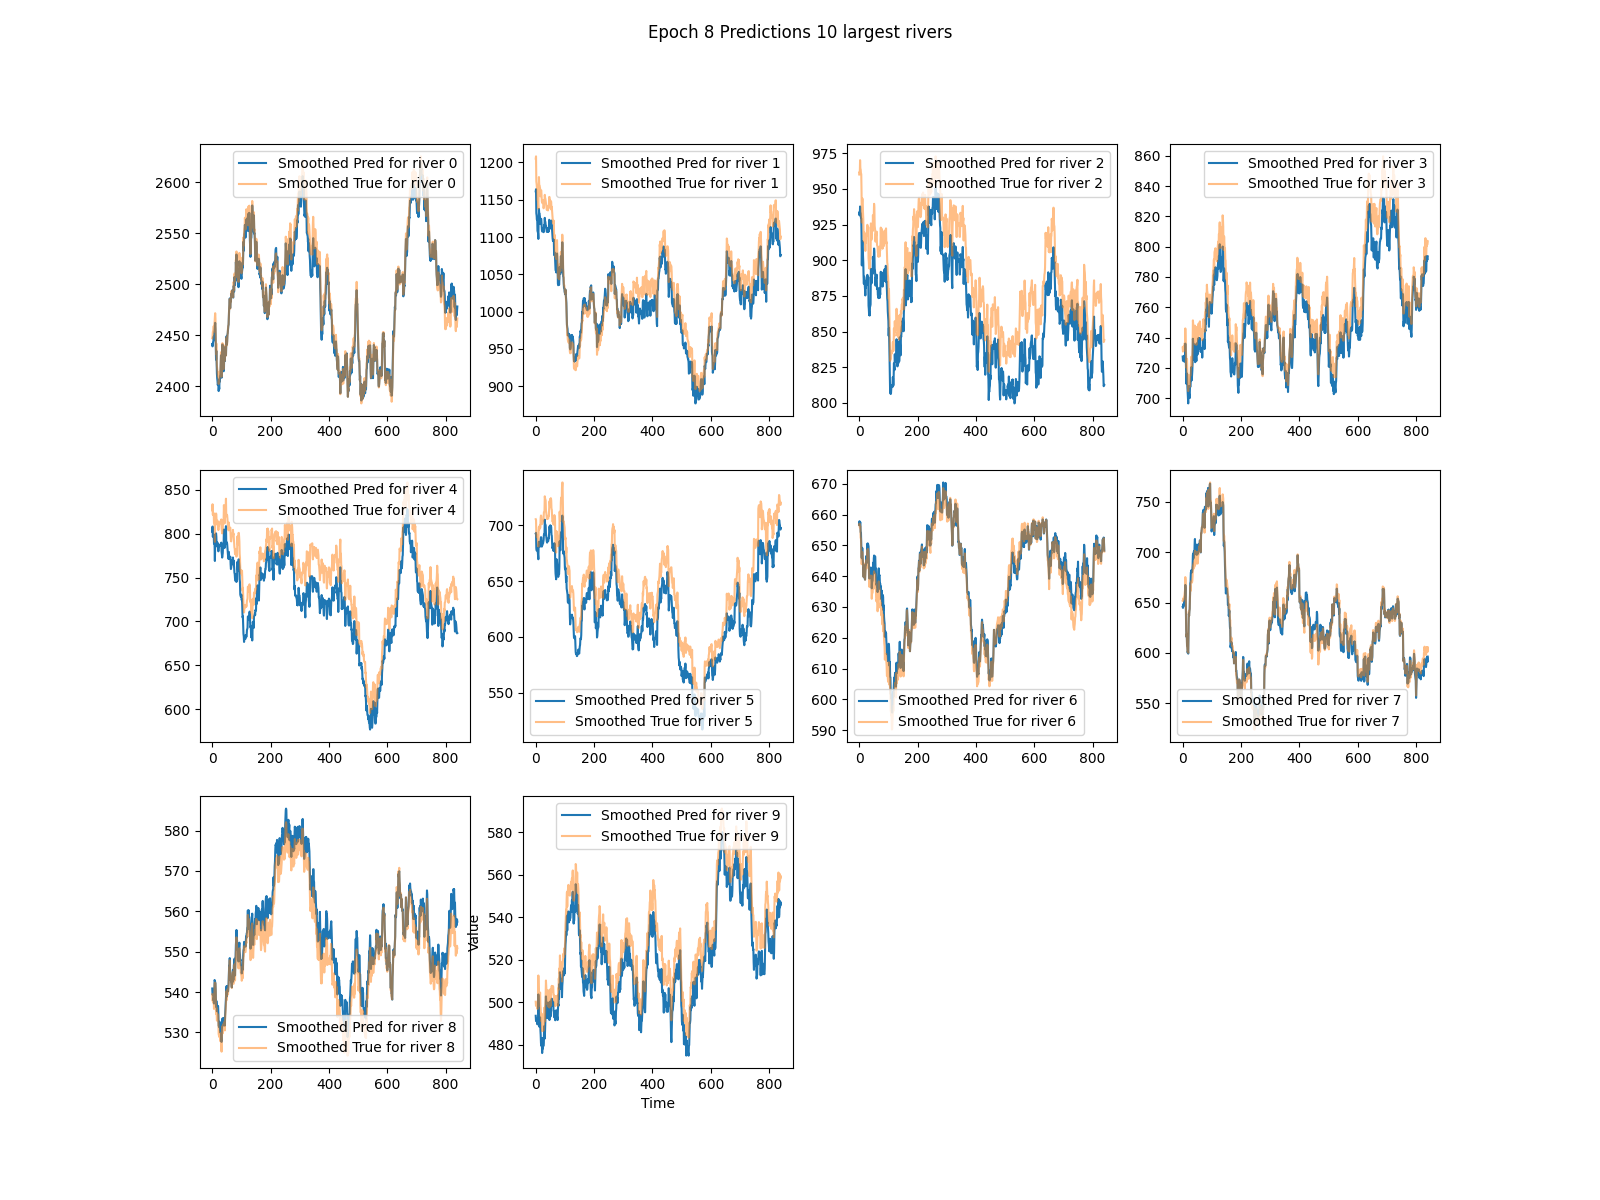 Epoch 8 Predictions 10 largest rivers
Smoothed Pred for river 0
Smoothed True for river 0
2600
2550
2500
2450
2400
0 200 400 600 800
Smoothed Pred for river 1
Smoothed True for river 1
1200
1150
1100
1050
1000
950
900
0 200 400 600 800
Smoothed Pred for river 2
Smoothed True for river 2
975
950
925
900
875
850
825
800
0 200 400 600 800
Smoothed Pred for river 3
Smoothed True for river 3
860
840
820
800
780
760
740
720
700
0 200 400 600 800
Smoothed Pred for river 4
Smoothed True for river 4
850
800
750
700
650
600
0 200 400 600 800
700
650
600
550
Smoothed Pred for river 5
Smoothed True for river 5
0 200 400 600 800
670
660
650
640
630
620
610
600
590
Smoothed Pred for river 6
Smoothed True for river 6
0 200 400 600 800
750
700
650
600
550
Smoothed Pred for river 7
Smoothed True for river 7
0 200 400 600 800
580
570
560
550
540
530
Smoothed Pred for river 8
Smoothed True for river 8
0 200 400 600 800
Value
Smoothed Pred for river 9
Smoothed True for river 9
580
560
540
520
500
480
0 200 400 600 800
Time